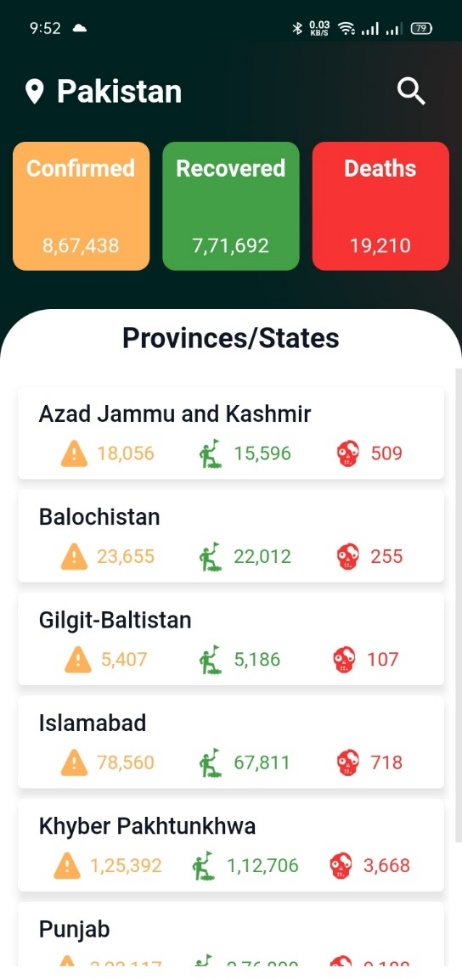 9:52 0.03 KB/S 79
Pakistan
Confirmed Recovered Deaths
8,67,438 7,71,692 19,210
Provinces/States
Azad Jammu and Kashmir
18,056 15,596 509
Balochistan
23,655 22,012 255
Gilgit-Baltistan
5,407 5,186 107
Islamabad
78,560 67,811 718
Khyber Pakhtunkhwa
1,25,392 1,12,706 3,668
Punjab